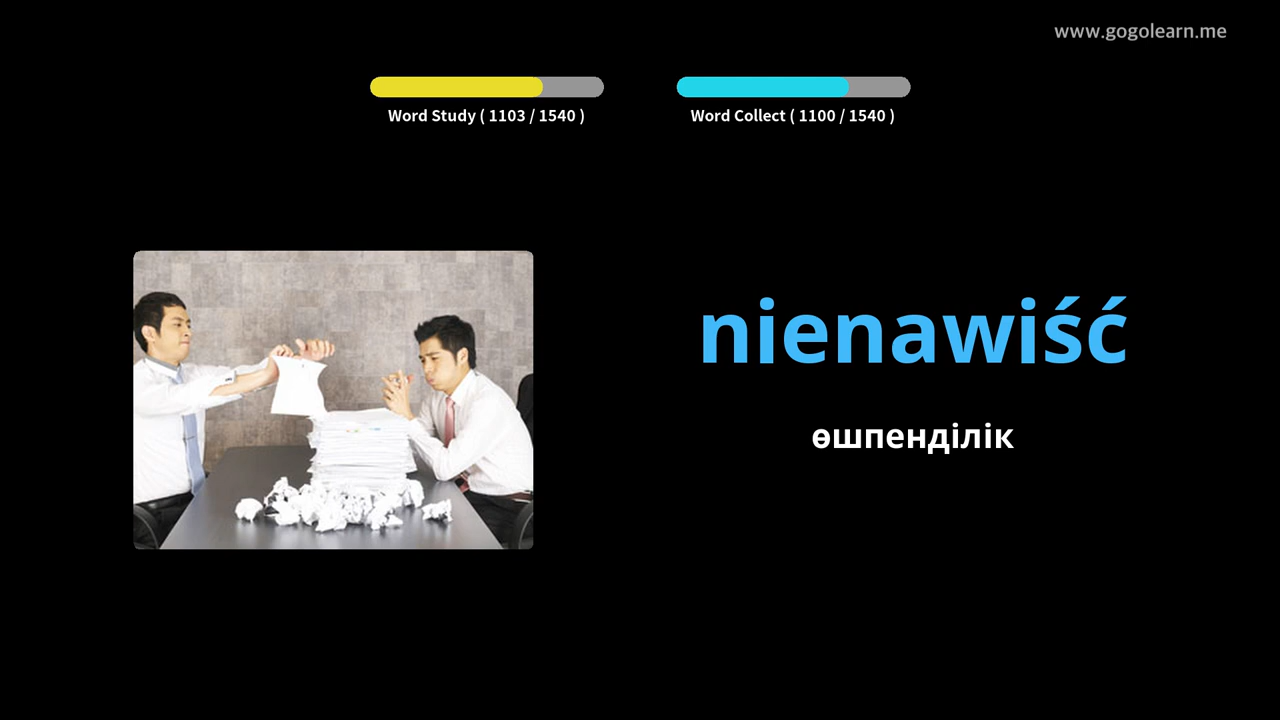 www.gogolearn.me
Word Study ( 1103 / 1540 )
Word Collect ( 1100 / 1540 )
nienawiść
өшпенділік